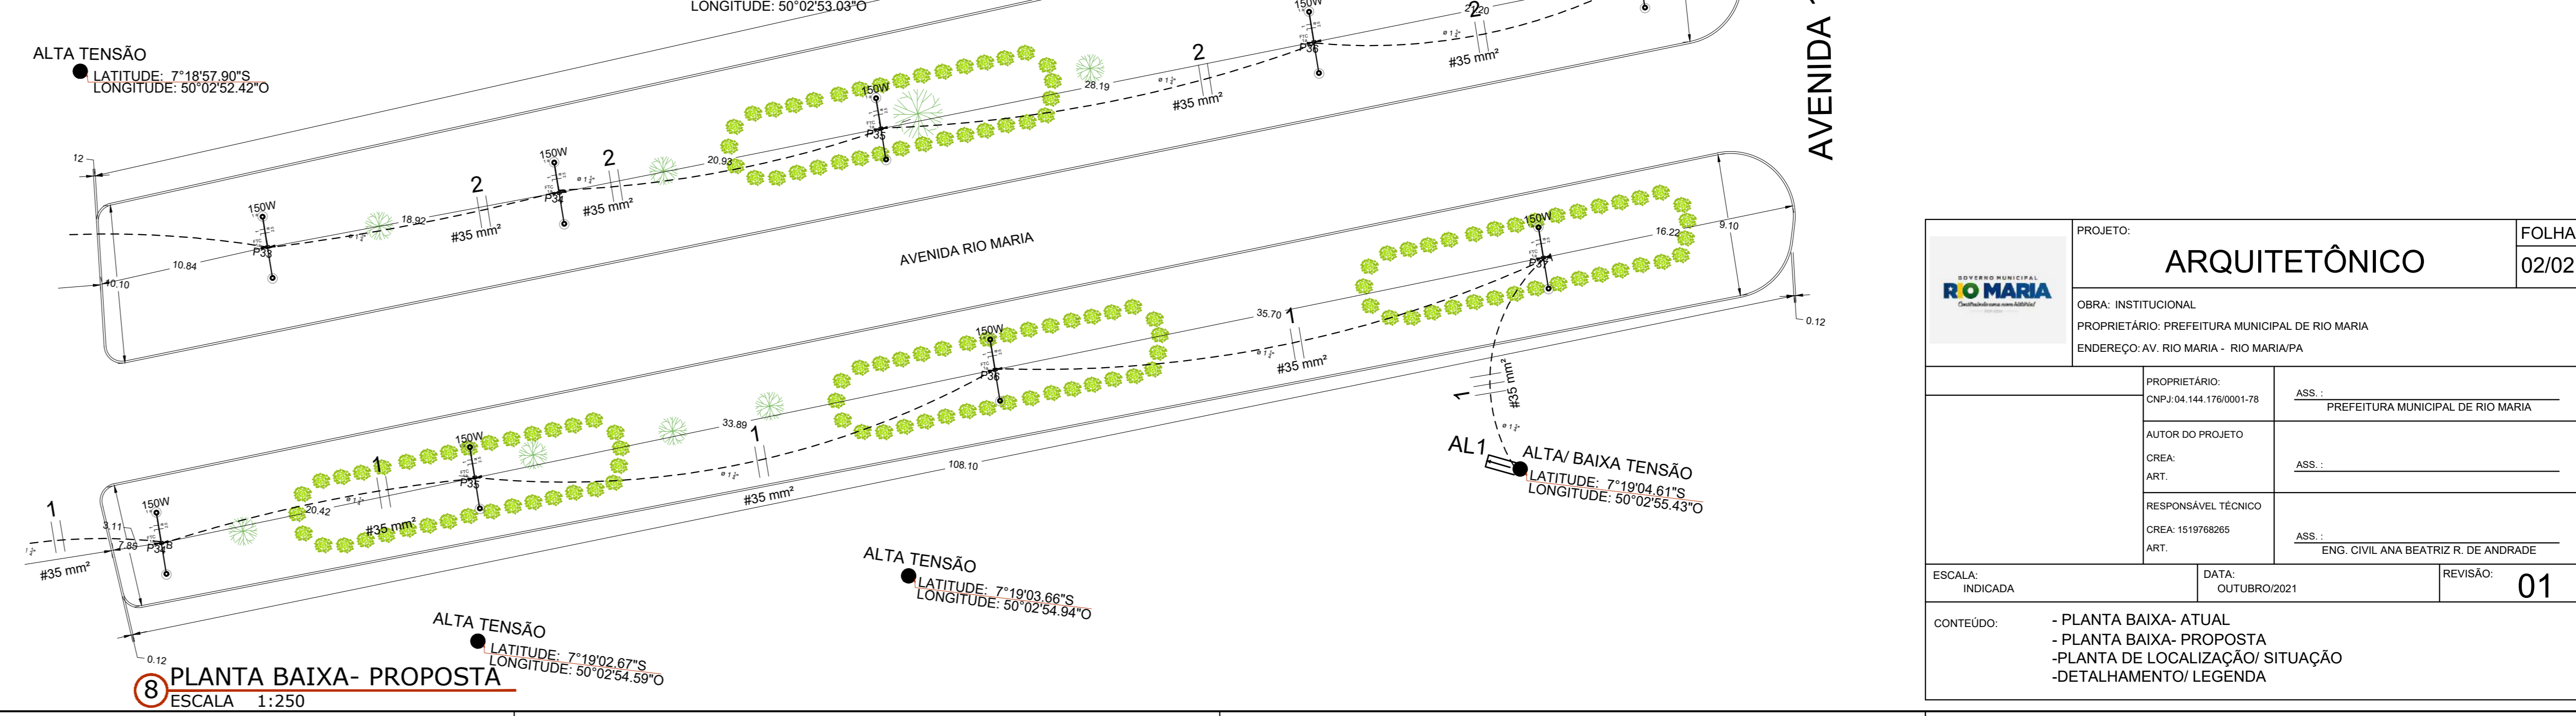 LONGITUDE: 50°02'53.03"O
ALTA TENSÃO
LATITUDE: 7°18'57.90"S
LONGITUDE: 50°02'52.42"O
12
10.10
10.84
150W
P33
18.92
2
#35 mm²
150W
P34
2
#35 mm²
20.93
150W
P35
28.19
2
#35 mm²
150W
P36
2
#35 mm²
AVENIDA
AVENIDA RIO MARIA
1
#35 mm²
3.11
7.85
150W
20.42
1
#35 mm²
150W
P35
33.89
1
#35 mm²
150W
P36
35.70
1
#35 mm²
150W
P37
16.22
9.10
0.12
108.10
0.12
1
#35 mm²
AL1
ALTA/ BAIXA TENSÃO
LATITUDE: 7°19'04.61"S
LONGITUDE: 50°02'55.43"O
ALTA TENSÃO
LATITUDE: 7°19'03.66"S
LONGITUDE: 50°02'54.94"O
ALTA TENSÃO
LATITUDE: 7°19'02.67"S
LONGITUDE: 50°02'54.59"O
8 PLANTA BAIXA- PROPOSTA
ESCALA 1:250
GOVERNO MUNICIPAL
RIO MARIA
PROJETO:
ARQUITETÔNICO
FOLHA
02/02
OBRA: INSTITUCIONAL
PROPRIETÁRIO: PREFEITURA MUNICIPAL DE RIO MARIA
ENDEREÇO: AV. RIO MARIA - RIO MARIA/PA
PROPRIETÁRIO:
CNPJ:04.144.176/0001-78
ASS. :
PREFEITURA MUNICIPAL DE RIO MARIA
AUTOR DO PROJETO
CREA:
ART.
ASS. :
RESPONSÁVEL TÉCNICO
CREA: 1519768265
ART.
ASS. :
ENG. CIVIL ANA BEATRIZ R. DE ANDRADE
ESCALA:
INDICADA
DATA:
OUTUBRO/2021
REVISÃO:
01
CONTEÚDO:
- PLANTA BAIXA- ATUAL
- PLANTA BAIXA- PROPOSTA
-PLANTA DE LOCALIZAÇÃO/ SITUAÇÃO
-DETALHAMENTO/ LEGENDA